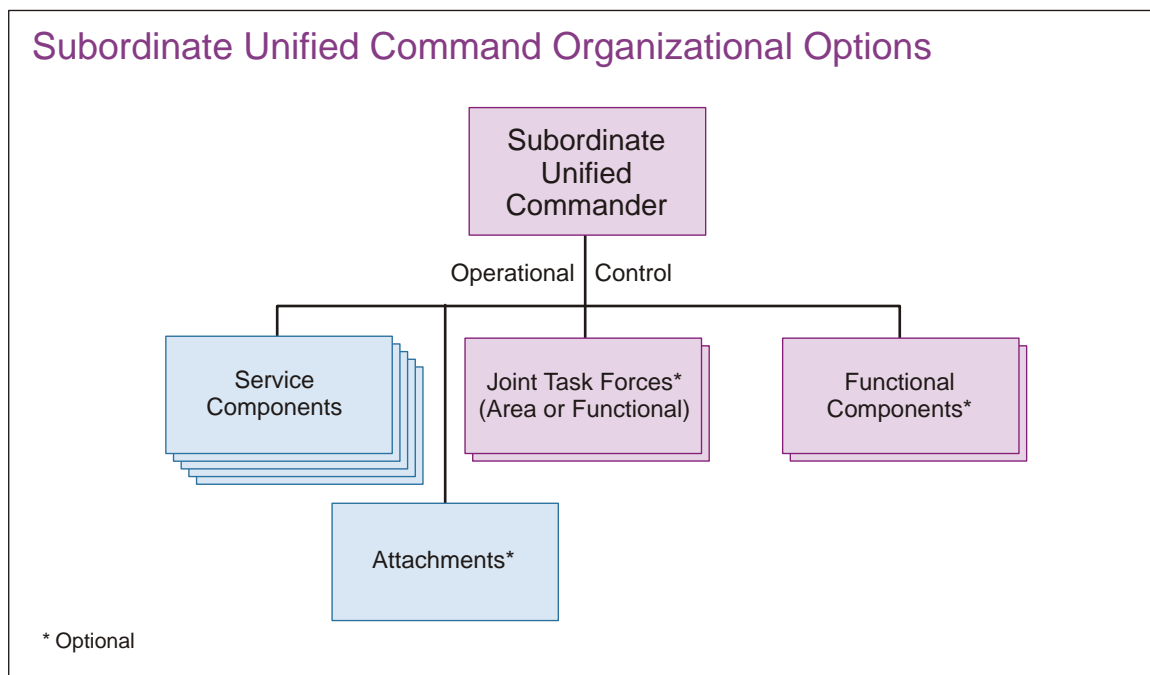 Subordinate Unified Command Organizational Options
Subordinate
Unified
Commander
Operational Control
Service
Components
Joint Task Forces*
(Area or Functional)
Functional
Components*
Attachments*
* Optional